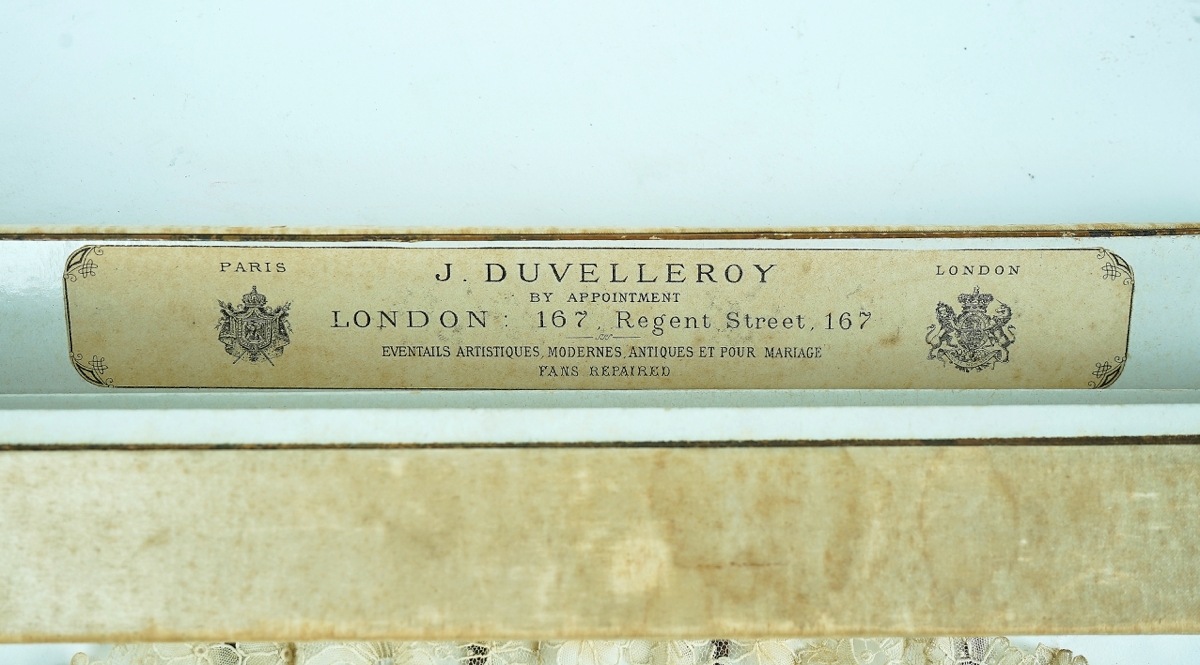 PARIS
J. DUVELLEROY
LONDON
BY APPOINTMENT
LONDON: 167, Regent Street, 167
EVENTAILS ARTISTIQUES, MODERNES, ANTIQUES ET POUR MARIAGE
FANS REPAIRED